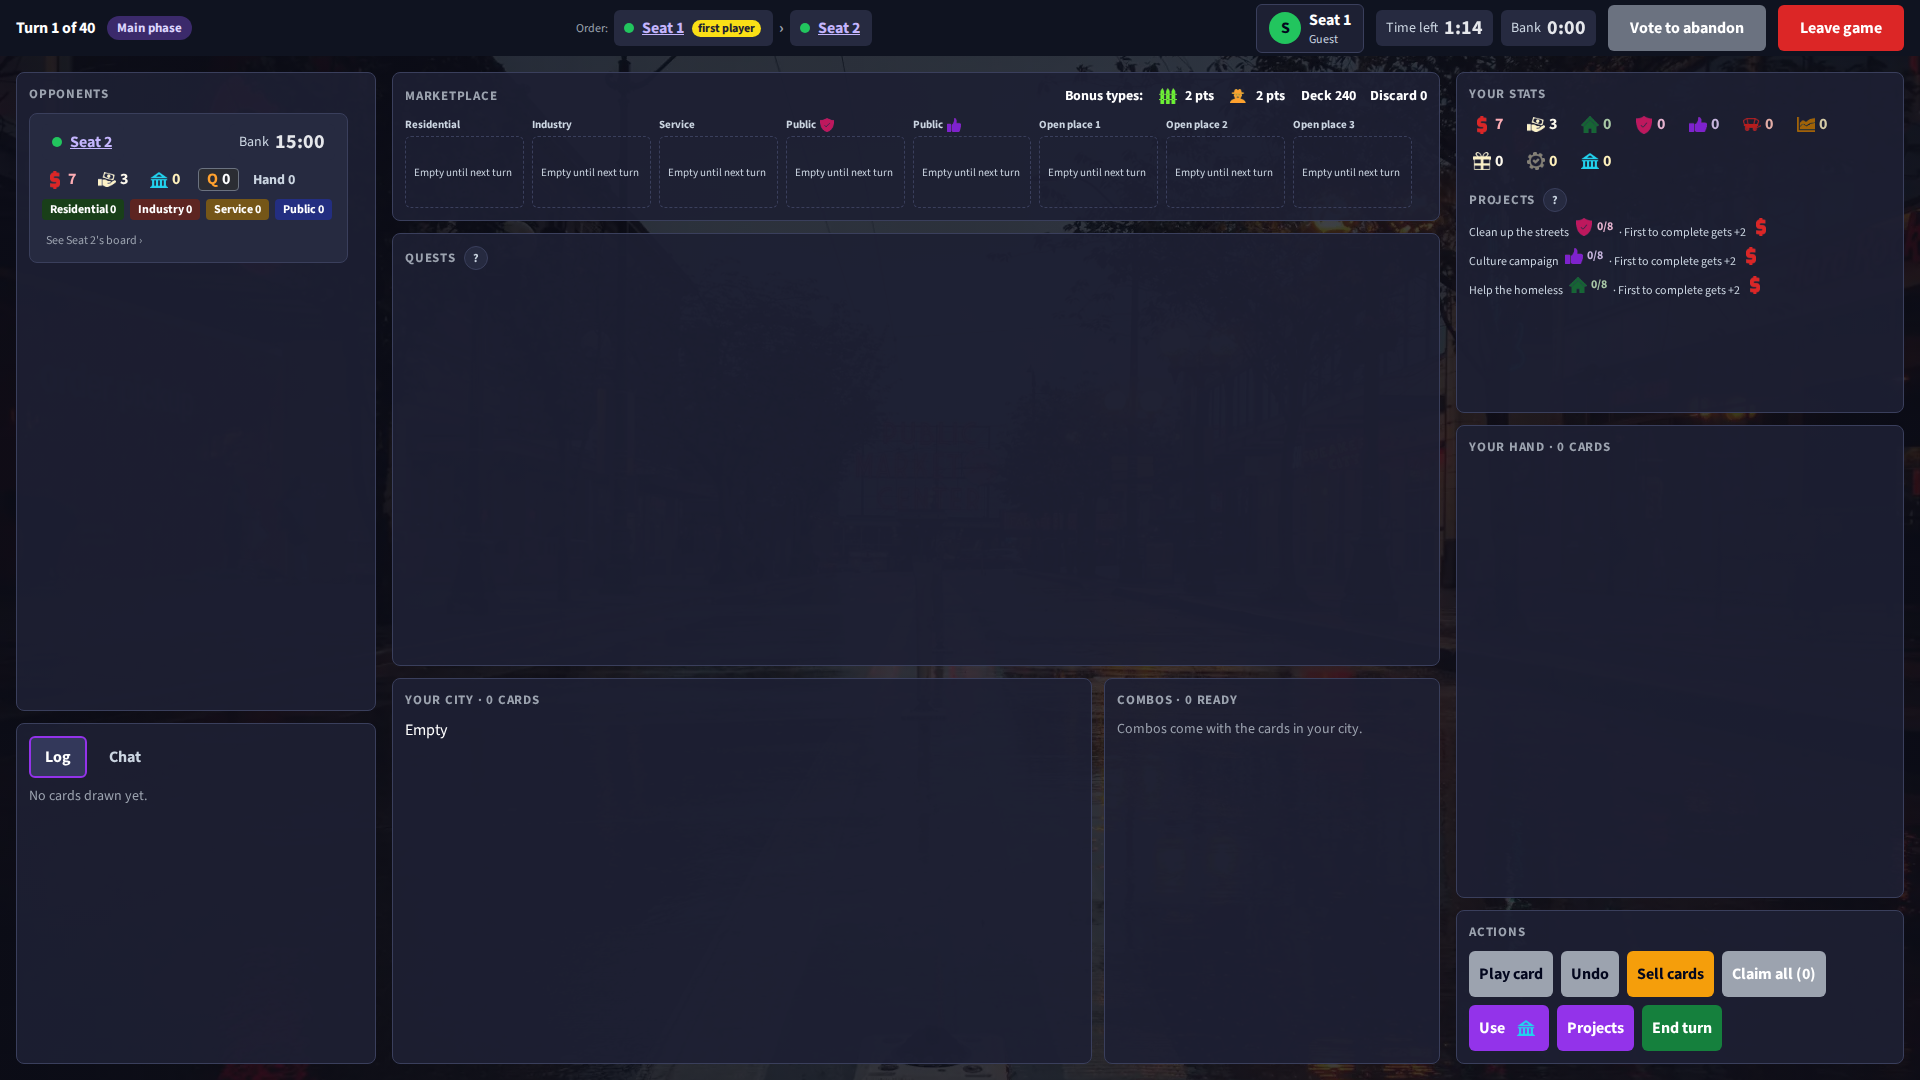 Turn 1 of 40 Main phase
Order: Seat 1 first player › Seat 2
S Seat 1 Guest
Time left 1:14
Bank 0:00
Vote to abandon
Leave game
OPPONENTS
Seat 2 Bank 15:00
7 3 0 Q 0 Hand 0
Residential 0 Industry 0 Service 0 Public 0
See Seat 2's board ›
MARKETPLACE
Bonus types: 2 pts 2 pts Deck 240 Discard 0
Residential Industry Service Public Public Open place 1 Open place 2 Open place 3
Empty until next turn Empty until next turn Empty until next turn Empty until next turn Empty until next turn Empty until next turn Empty until next turn Empty until next turn
QUESTS ?
YOUR STATS
7 3 0 0 0 0 0
0 0 0
PROJECTS ?
Clean up the streets 0/8 · First to complete gets +2
Culture campaign 0/8 · First to complete gets +2
Help the homeless 0/8 · First to complete gets +2
YOUR HAND · 0 CARDS
Log Chat
No cards drawn yet.
YOUR CITY · 0 CARDS
Empty
COMBOS · 0 READY
Combos come with the cards in your city.
ACTIONS
Play card Undo Sell cards Claim all (0)
Use Projects End turn